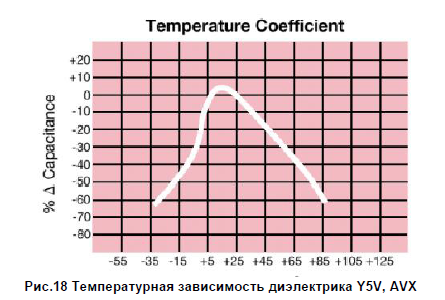 Temperature Coefficient
% Δ. Capacitance
+20
+10
0
-10
-20
-30
-40
-50
-60
-70
-80
-55 -35 -15 +5 +25 +45 +65 +85 +105 +125
Рис.18 Температурная зависимость диэлектрика Y5V, AVX